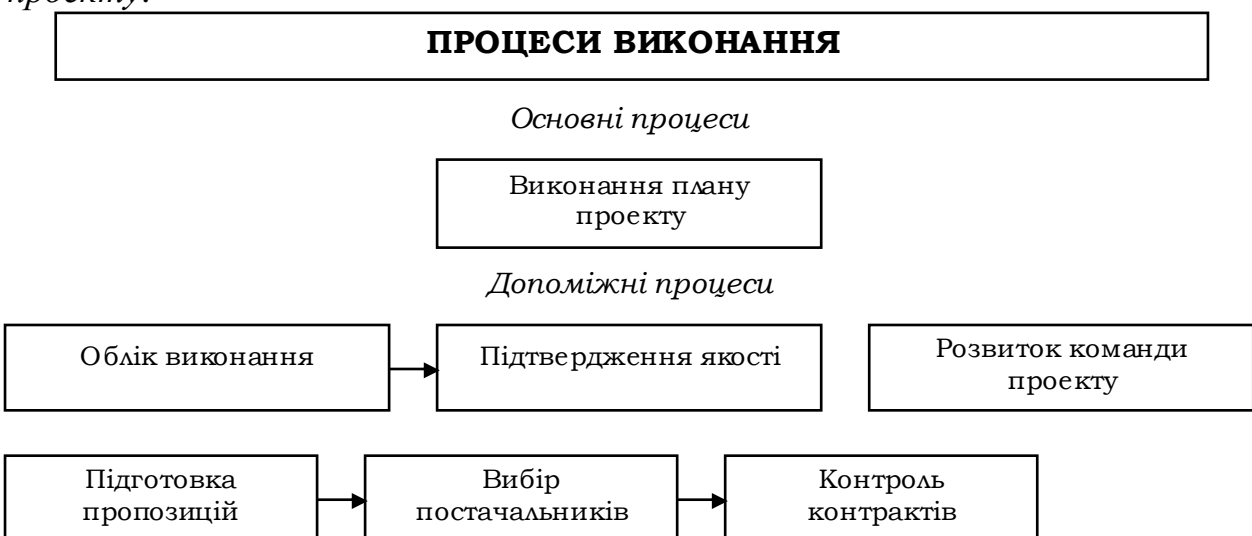 проекту.
ПРОЦЕСИ ВИКОНАННЯ
Основні процеси
Виконання плану
проекту
Допоміжні процеси
Облік виконання
Підтвердження якості
Розвиток команди
проекту
Підготовка
пропозицій
Вибір
постачальників
Контроль
контрактів